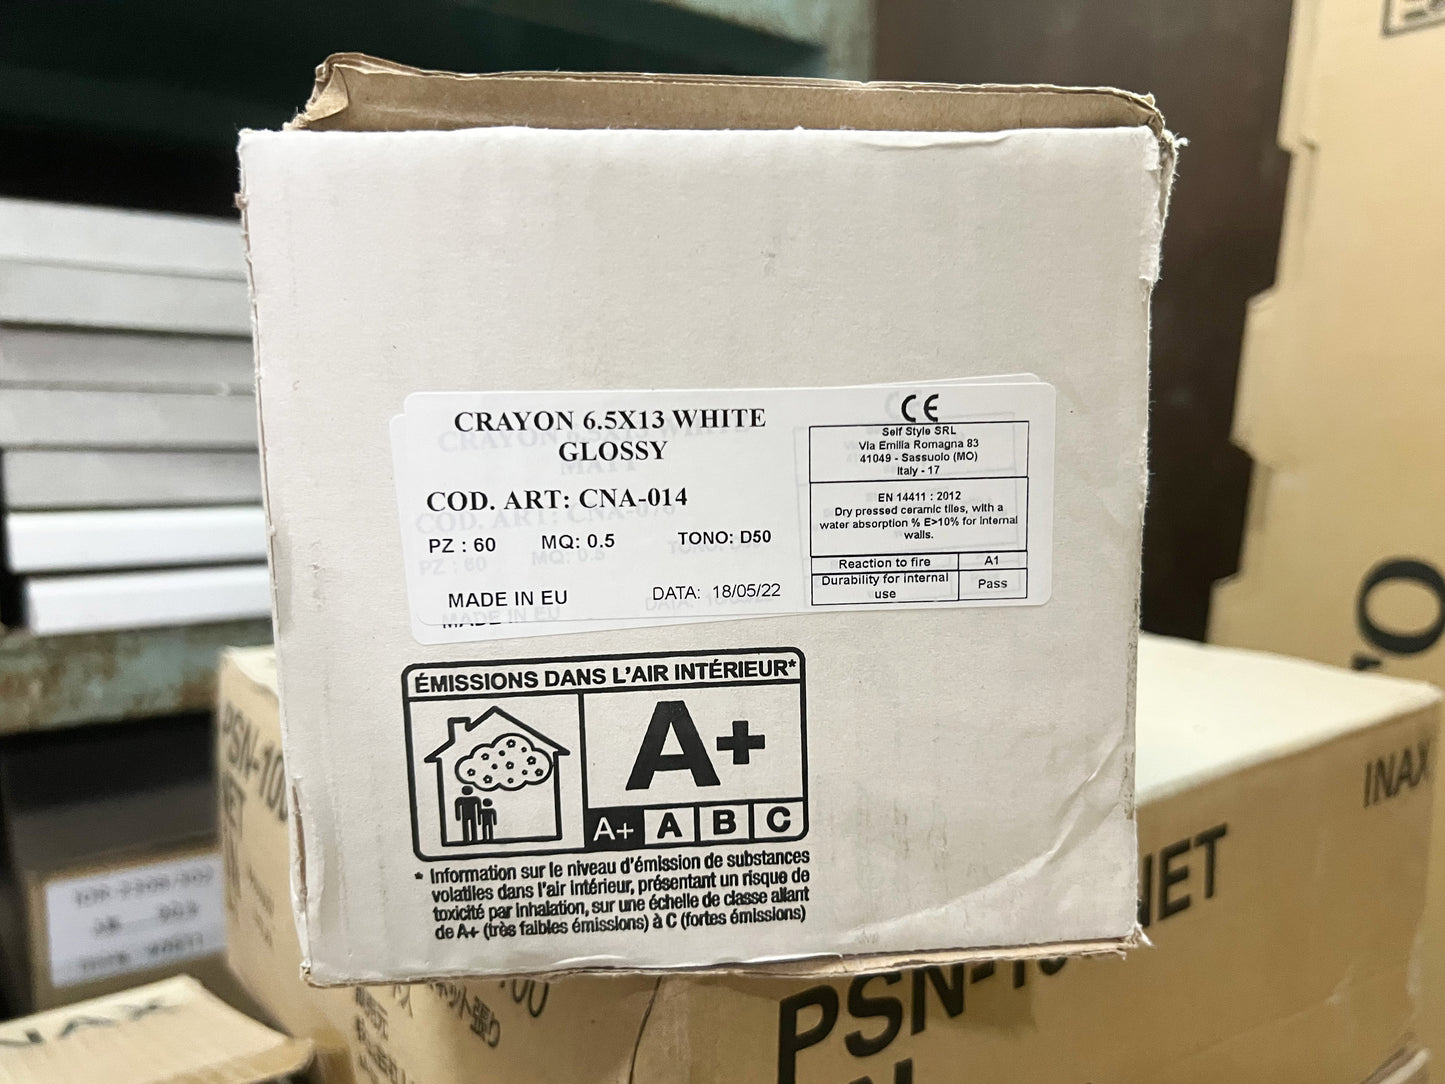 CRAYON 6.5X13 WHITE
GLOSSY
COD. ART: CNA-014
PZ : 60 MQ: 0.5 TONO: D50
MADE IN EU DATA: 18/05/22
CE
Self Style SRL
Via Emilia Romagna 83
41049 - Sassuolo (MO)
Italy - 17
EN 14411 : 2012
Dry pressed ceramic tiles, with a
water absorption % E>10% for internal
walls.
Reaction to fire A1
Durability for internal
use
Pass
ÉMISSIONS DANS L'AIR INTÉRIEUR*
A+
A+ A B C
* Information sur le niveau d'émission de substances
volatiles dans l'air intérieur, présentant un risque de
toxicité par inhalation, sur une échelle de classe allant
de A+ (très faibles émissions) à C (fortes émissions)
INAX
NET